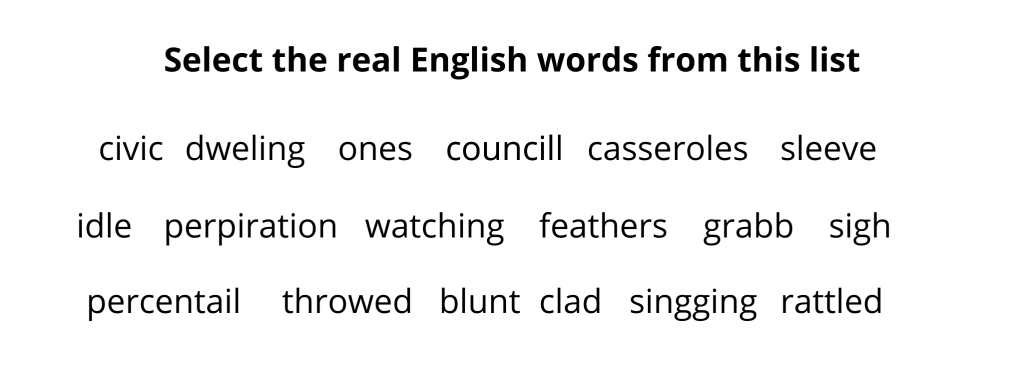 Select the real English words from this list
civic dweling ones councill casseroles sleeve
idle perpiration watching feathers grabb sigh
percentail throwed blunt clad singging rattled